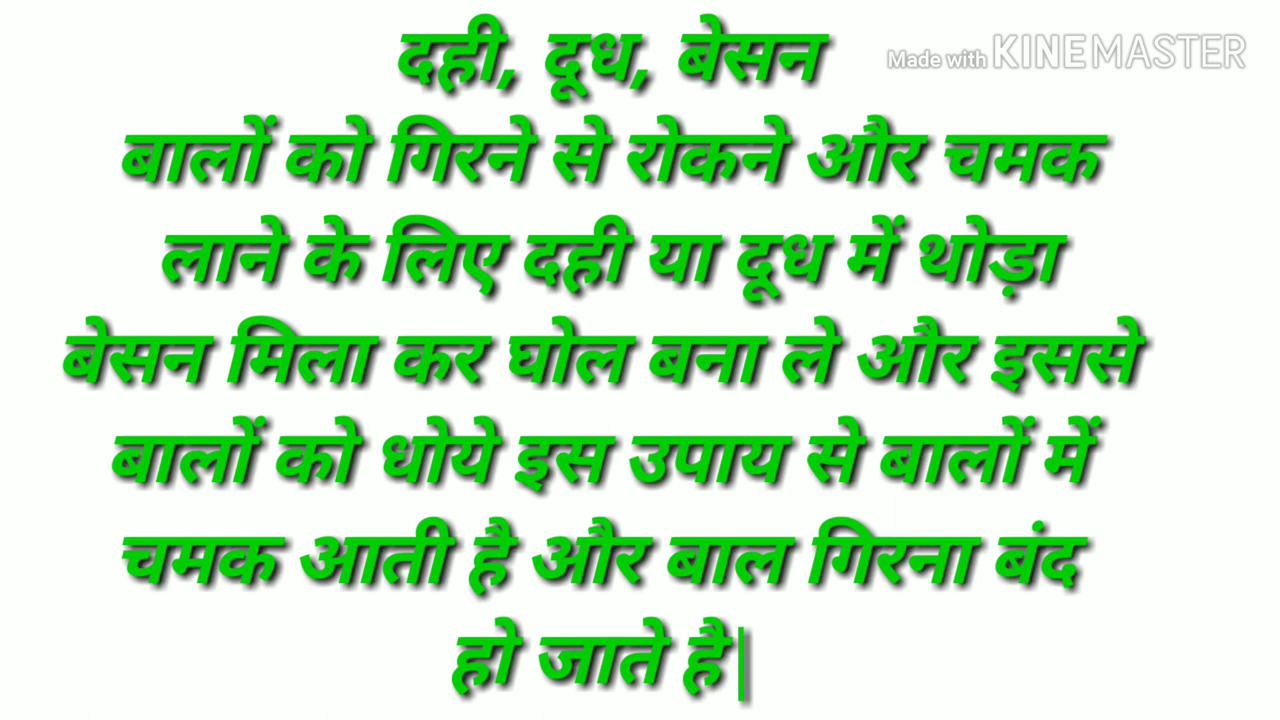 दही, दूध, बेसन
Made with KINEMASTER
बालों को गिरने से रोकने और चमक
लाने के लिए दही या दूध में थोड़ा
बेसन मिला कर घोल बना ले और इससे
बालों को धोये इस उपाय से बालों में
चमक आती है और बाल गिरना बंद
हो जाते है|